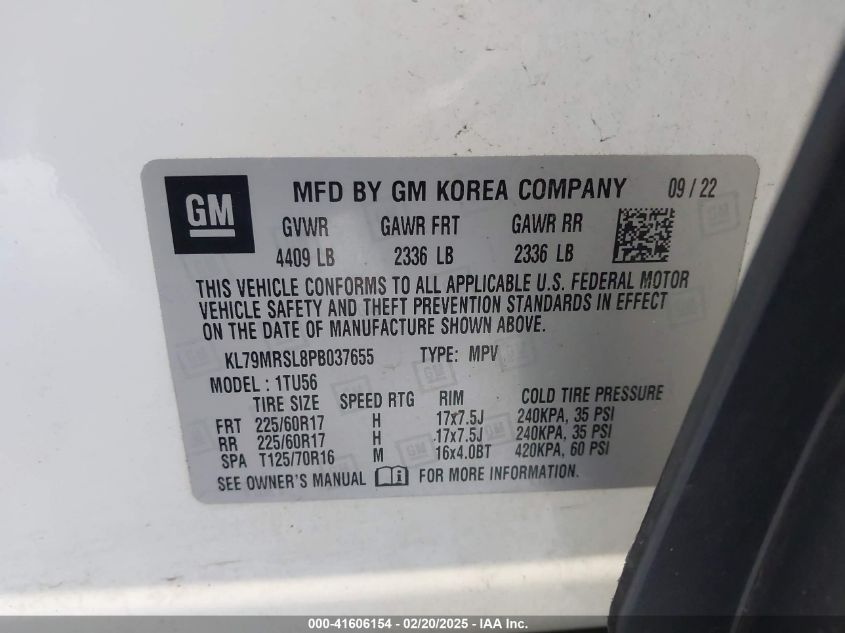 GM
MFD BY GM KOREA COMPANY 09 / 22
GVWR GAWR FRT GAWR RR
4409 LB 2336 LB 2336 LB
THIS VEHICLE CONFORMS TO ALL APPLICABLE U.S. FEDERAL MOTOR
VEHICLE SAFETY AND THEFT PREVENTION STANDARDS IN EFFECT
ON THE DATE OF MANUFACTURE SHOWN ABOVE.
KL79MRSL8PB037655 TYPE: MPV
MODEL : 1TU56
TIRE SIZE SPEED RTG RIM COLD TIRE PRESSURE
FRT 225/60R17 H 17x7.5J 240KPA, 35 PSI
RR 225/60R17 H 17x7.5J 240KPA, 35 PSI
SPA T125/70R16 M 16x4.0BT 420KPA, 60 PSI
SEE OWNER'S MANUAL i FOR MORE INFORMATION.
000-41606154 - 02/20/2025 - IAA Inc.